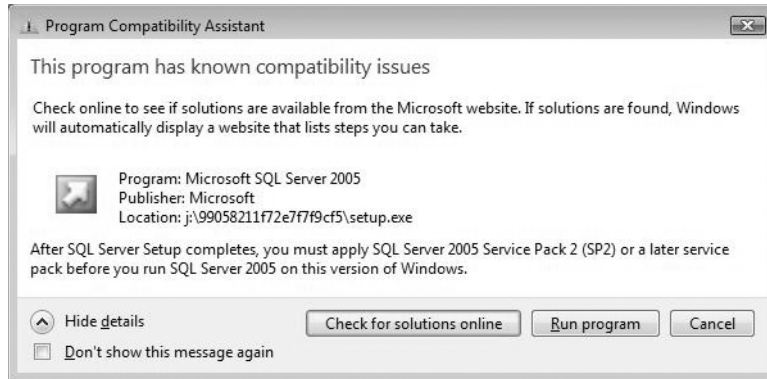 Program Compatibility Assistant
This program has known compatibility issues
Check online to see if solutions are available from the Microsoft website. If solutions are found, Windows
will automatically display a website that lists steps you can take.
Program: Microsoft SQL Server 2005
Publisher: Microsoft
Location: j:\99058211f72e7f7f9cf5\setup.exe
After SQL Server Setup completes, you must apply SQL Server 2005 Service Pack 2 (SP2) or a later service
pack before you run SQL Server 2005 on this version of Windows.
Hide details Check for solutions online Run program Cancel
Don't show this message again